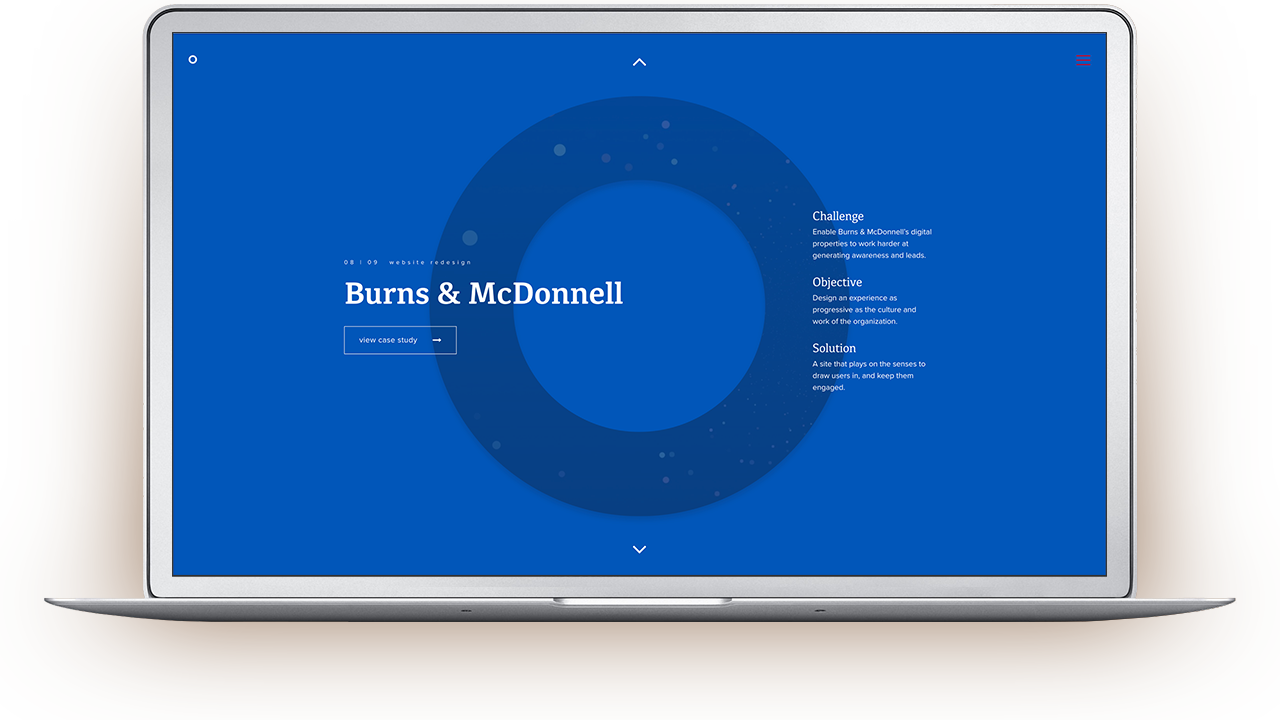 08 | 09 website redesign
Burns & McDonnell
view case study
Challenge
Enable Burns & McDonnell's digital
properties to work harder at
generating awareness and leads.
Objective
Design an experience as
progressive as the culture and
work of the organization.
Solution
A site that plays on the senses to
draw users in, and keep them
engaged.